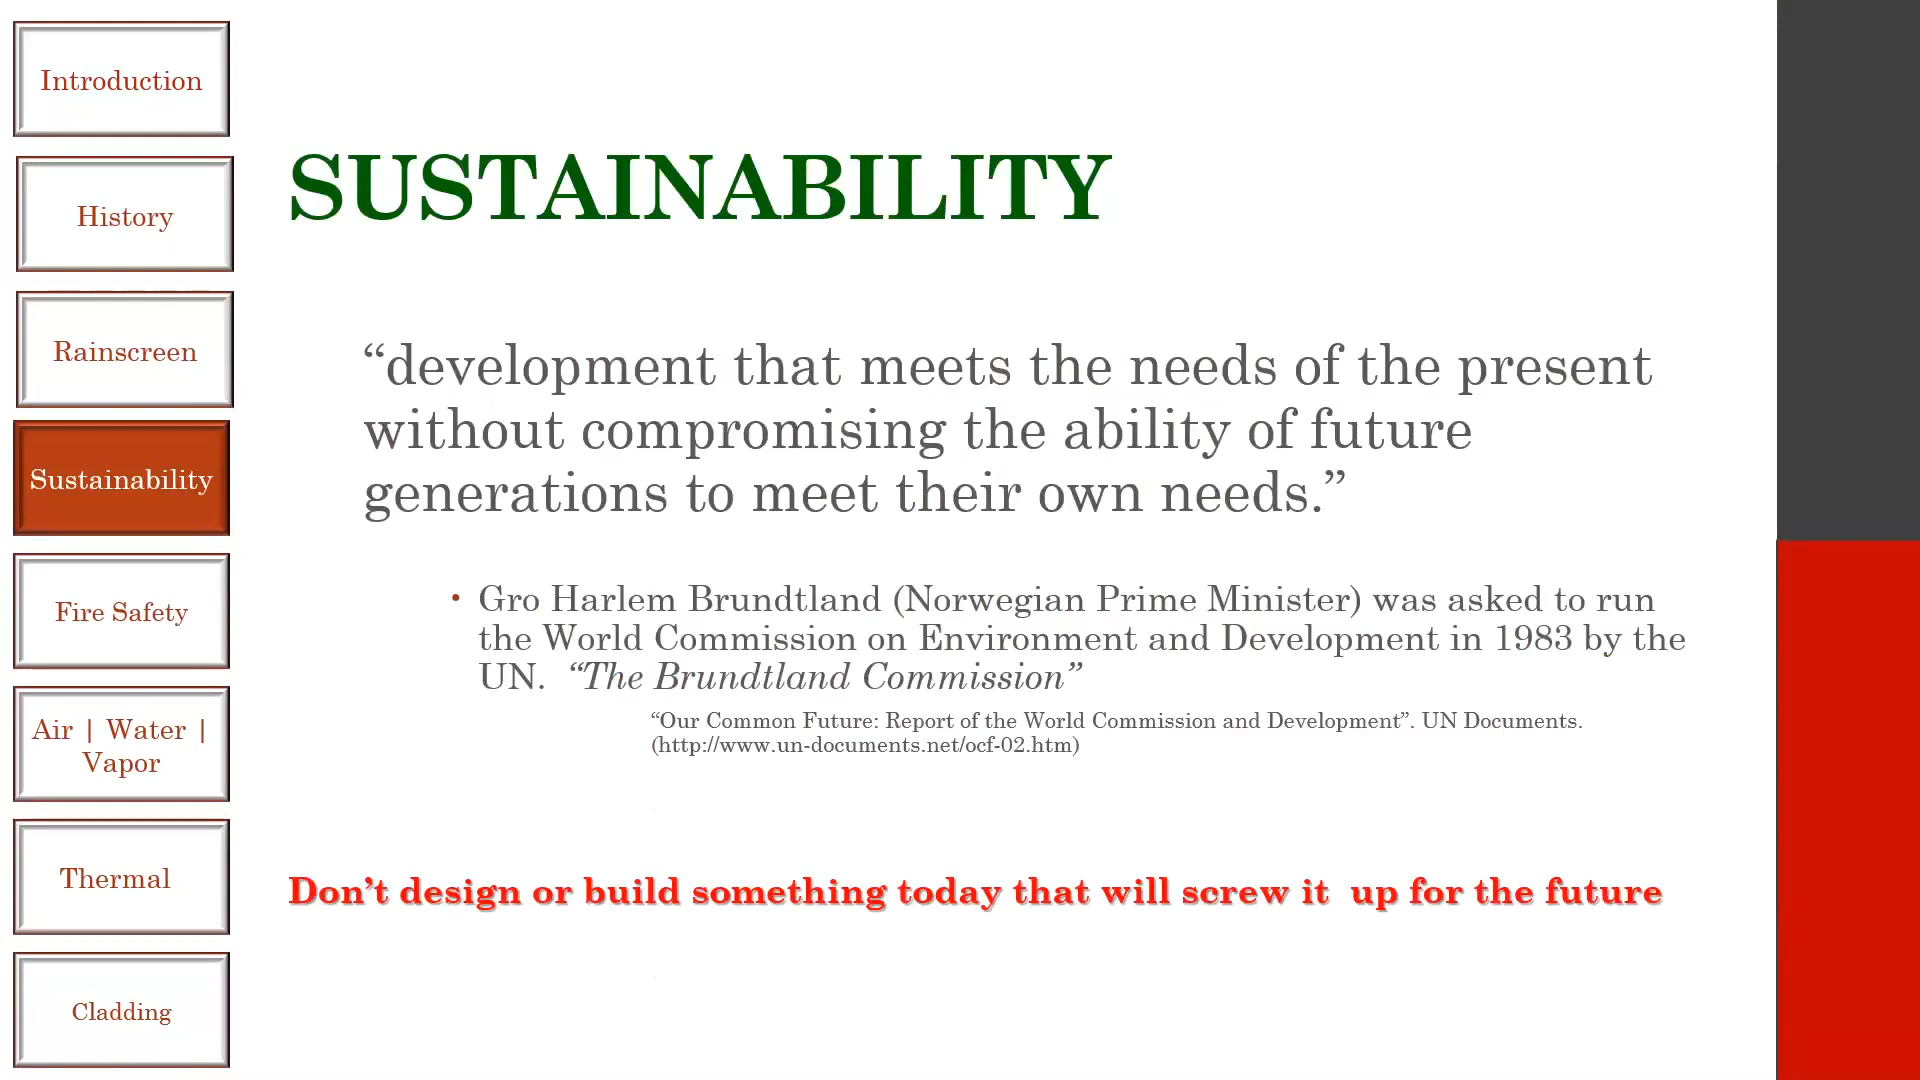 Introduction
History
Rainscreen
Sustainability
Fire Safety
Air | Water |
Vapor
Thermal
Cladding
SUSTAINABILITY
“development that meets the needs of the present
without compromising the ability of future
generations to meet their own needs.”
• Gro Harlem Brundtland (Norwegian Prime Minister) was asked to run
the World Commission on Environment and Development in 1983 by the
UN.  “The Brundtland Commission”
“Our Common Future: Report of the World Commission and Development”. UN Documents.
(http://www.un-documents.net/ocf-02.htm)
Don’t design or build something today that will screw it  up for the future